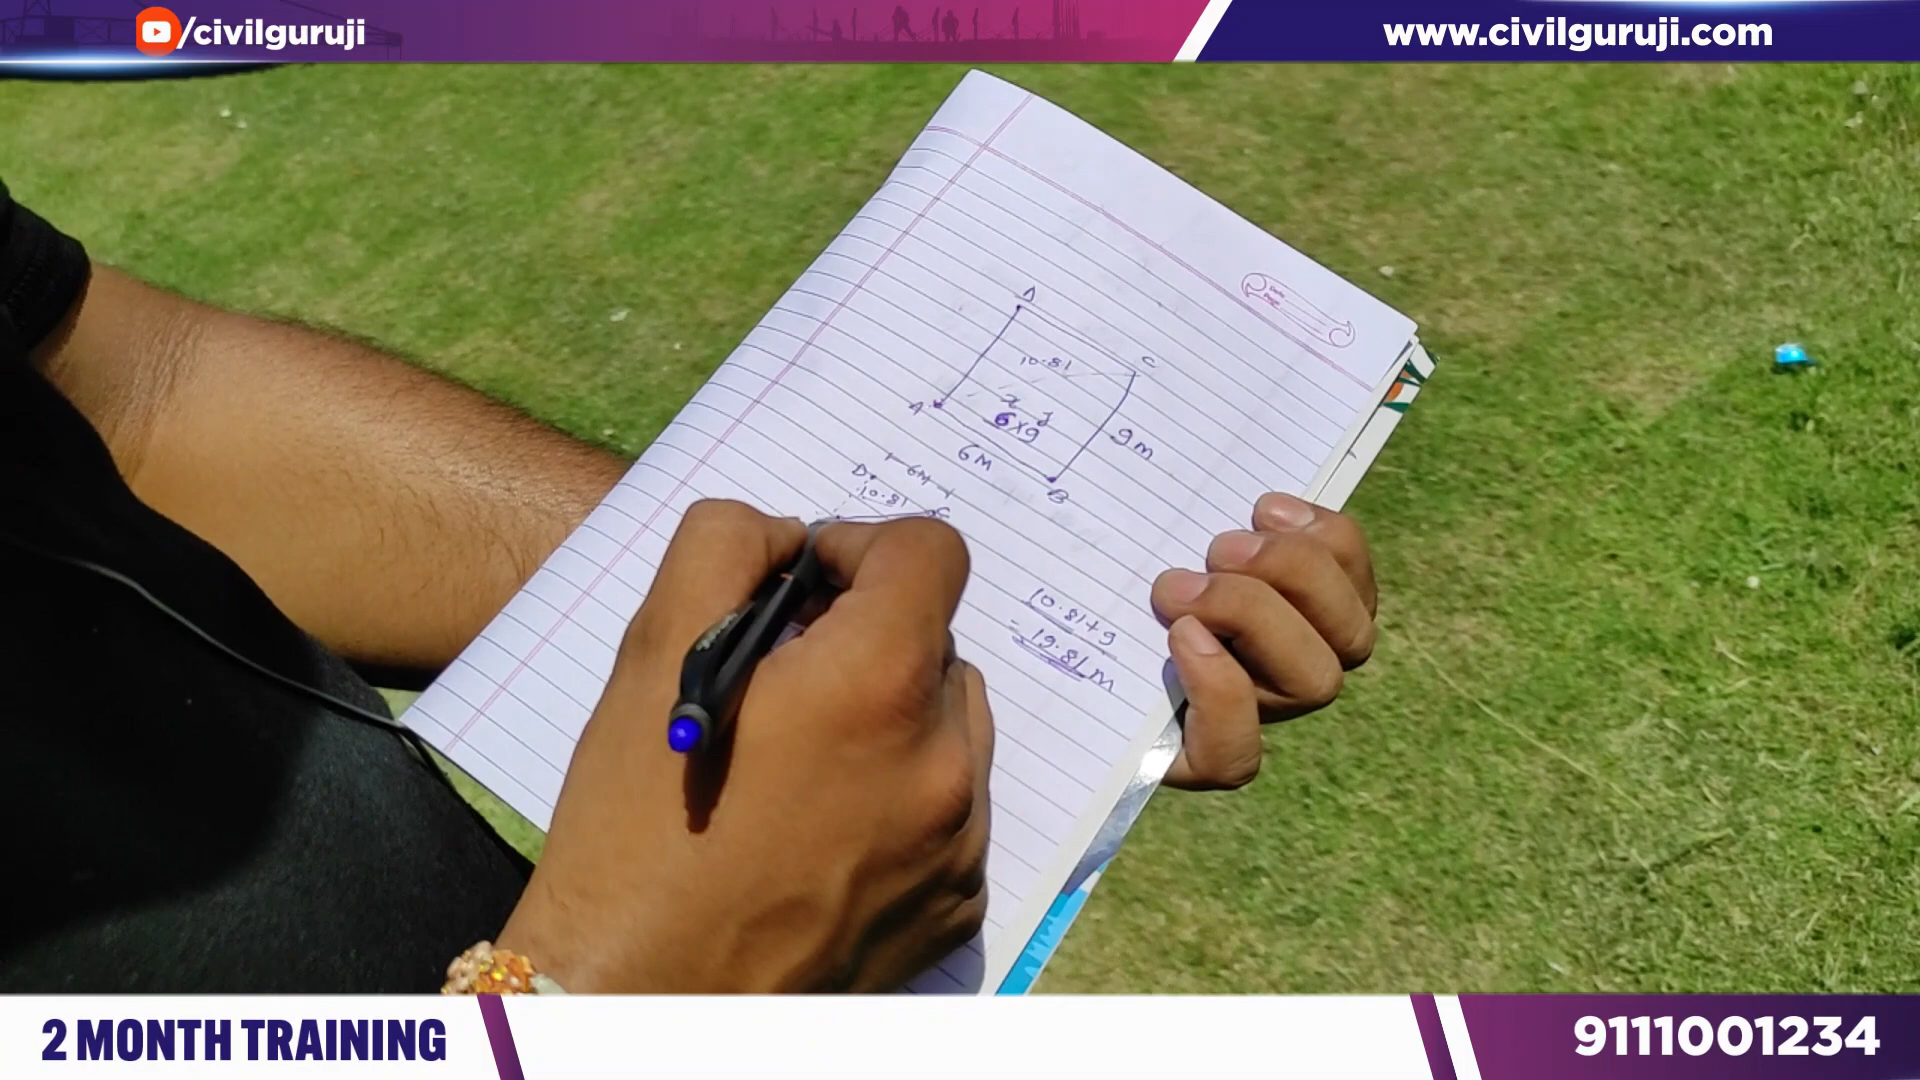 /civilguruji
www.civilguruji.com
D
10.81
C
A
x y
6x9
9m
6M
B
6M
D
10.81
C
10.81+9
= 19.81m
2 MONTH TRAINING
9111001234